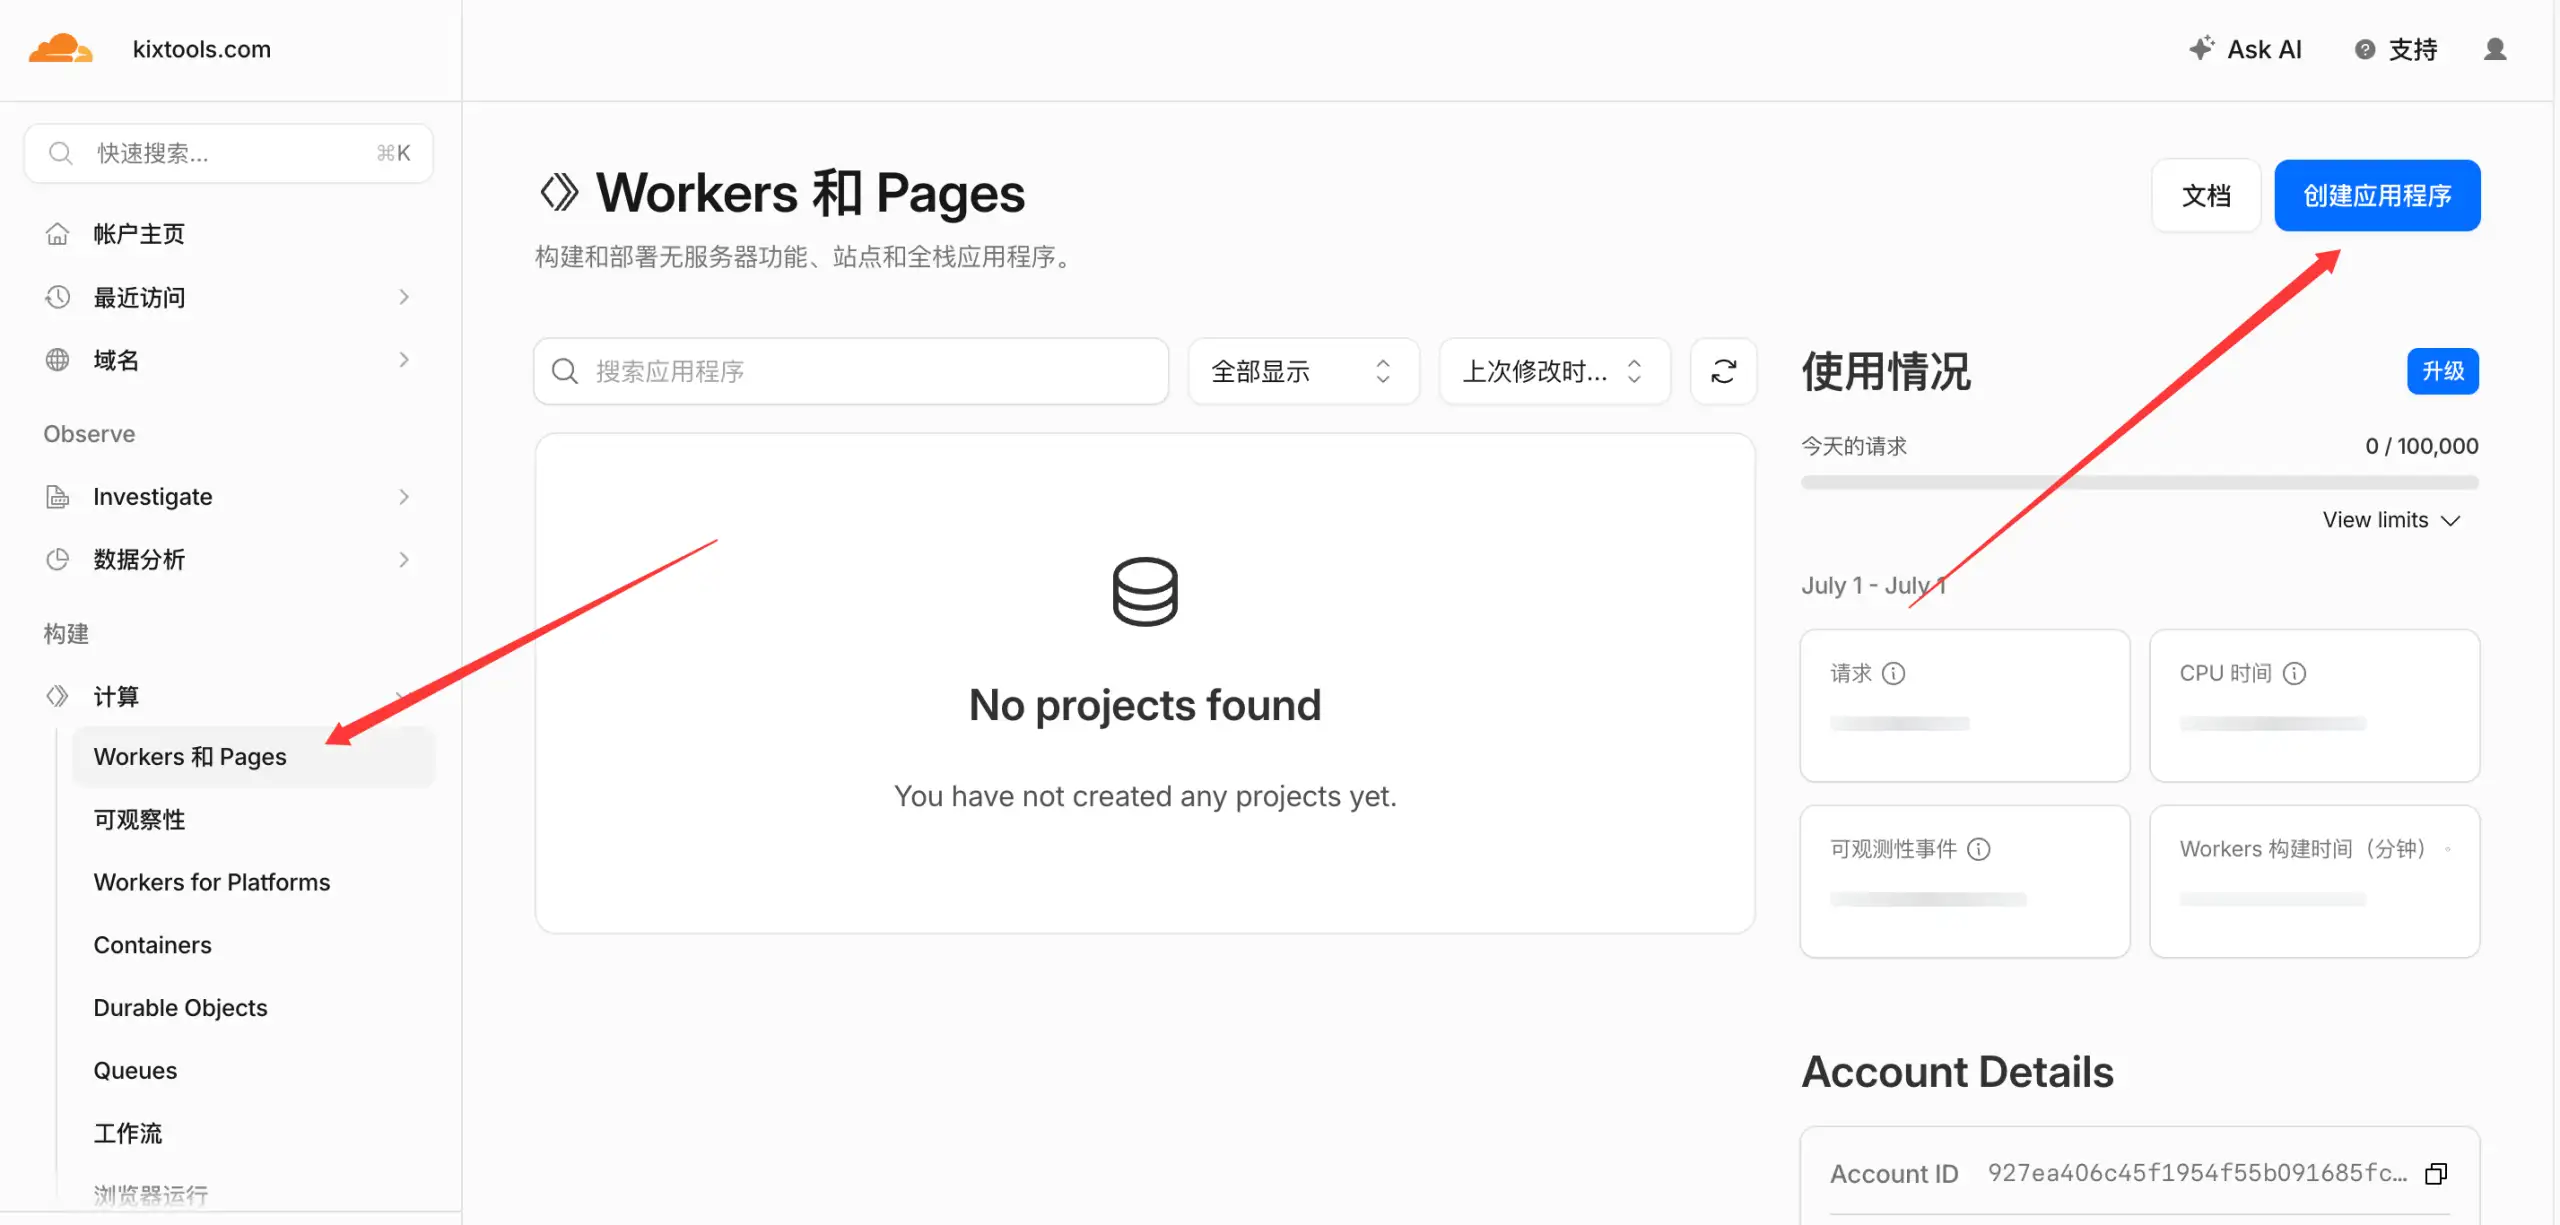 kixtools.com
Ask AI
支持
快速搜索...
⌘K
帐户主页
最近访问
域名
Observe
Investigate
数据分析
构建
计算
Workers 和 Pages
可观察性
Workers for Platforms
Containers
Durable Objects
Queues
工作流
浏览器运行
Workers 和 Pages
构建和部署无服务器功能、站点和全栈应用程序。
文档
创建应用程序
搜索应用程序
全部显示
上次修改时...
No projects found
You have not created any projects yet.
使用情况
升级
今天的请求
0 / 100,000
View limits
July 1 - July 1
请求
CPU 时间
可观测性事件
Workers 构建时间（分钟）
Account Details
Account ID
927ea406c45f1954f55b091685fc...